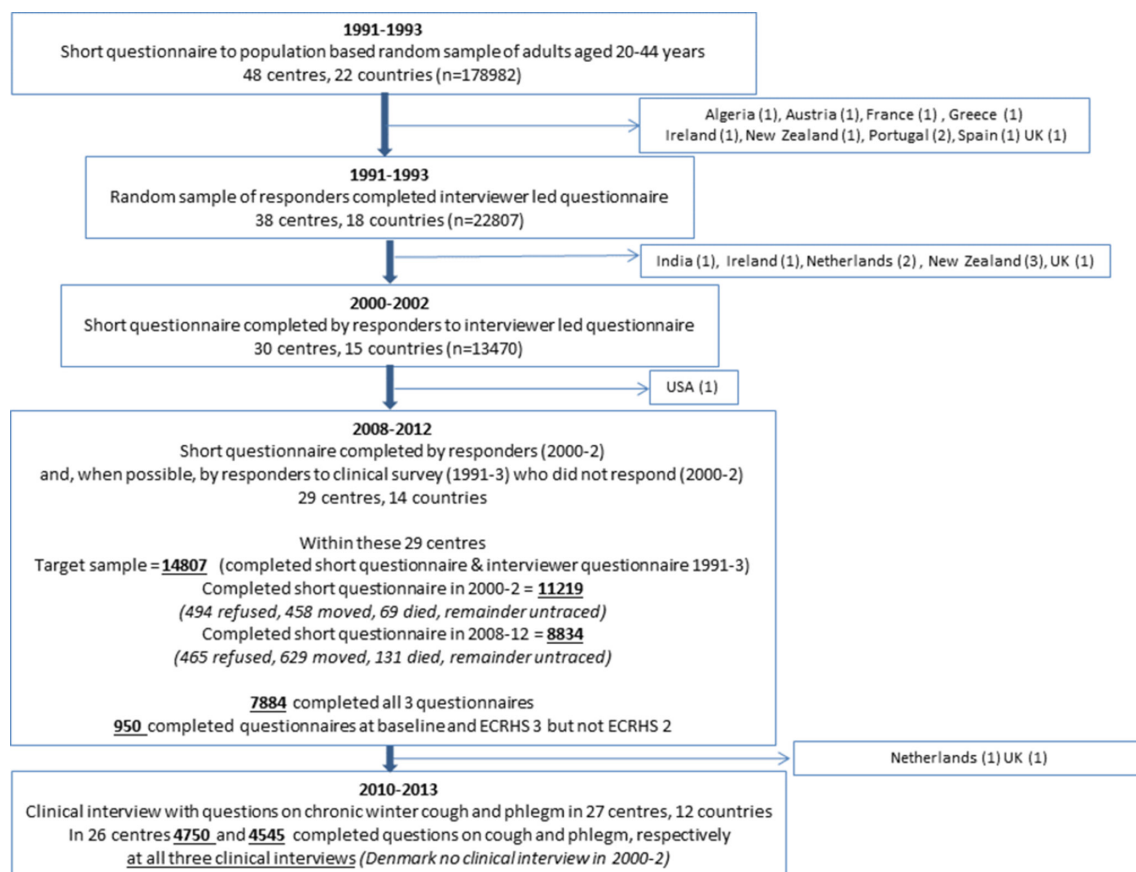 1991-1993
Short questionnaire to population based random sample of adults aged 20-44 years
48 centres, 22 countries (n=178982)
Algeria (1), Austria (1), France (1) , Greece (1)
Ireland (1), New Zealand (1), Portugal (2), Spain (1) UK (1)
1991-1993
Random sample of responders completed interviewer led questionnaire
38 centres, 18 countries (n=22807)
India (1), Ireland (1), Netherlands (2) , New Zealand (3), UK (1)
2000-2002
Short questionnaire completed by responders to interviewer led questionnaire
30 centres, 15 countries (n=13470)
USA (1)
2008-2012
Short questionnaire completed by responders (2000-2)
and, when possible, by responders to clinical survey (1991-3) who did not respond (2000-2)
29 centres, 14 countries
Within these 29 centres
Target sample = 14807 (completed short questionnaire & interviewer questionnaire 1991-3)
Completed short questionnaire in 2000-2 = 11219
(494 refused, 458 moved, 69 died, remainder untraced)
Completed short questionnaire in 2008-12 = 8834
(465 refused, 629 moved, 131 died, remainder untraced)
7884 completed all 3 questionnaires
950 completed questionnaires at baseline and ECRHS 3 but not ECRHS 2
Netherlands (1) UK (1)
2010-2013
Clinical interview with questions on chronic winter cough and phlegm in 27 centres, 12 countries
In 26 centres 4750 and 4545 completed questions on cough and phlegm, respectively
at all three clinical interviews (Denmark no clinical interview in 2000-2)